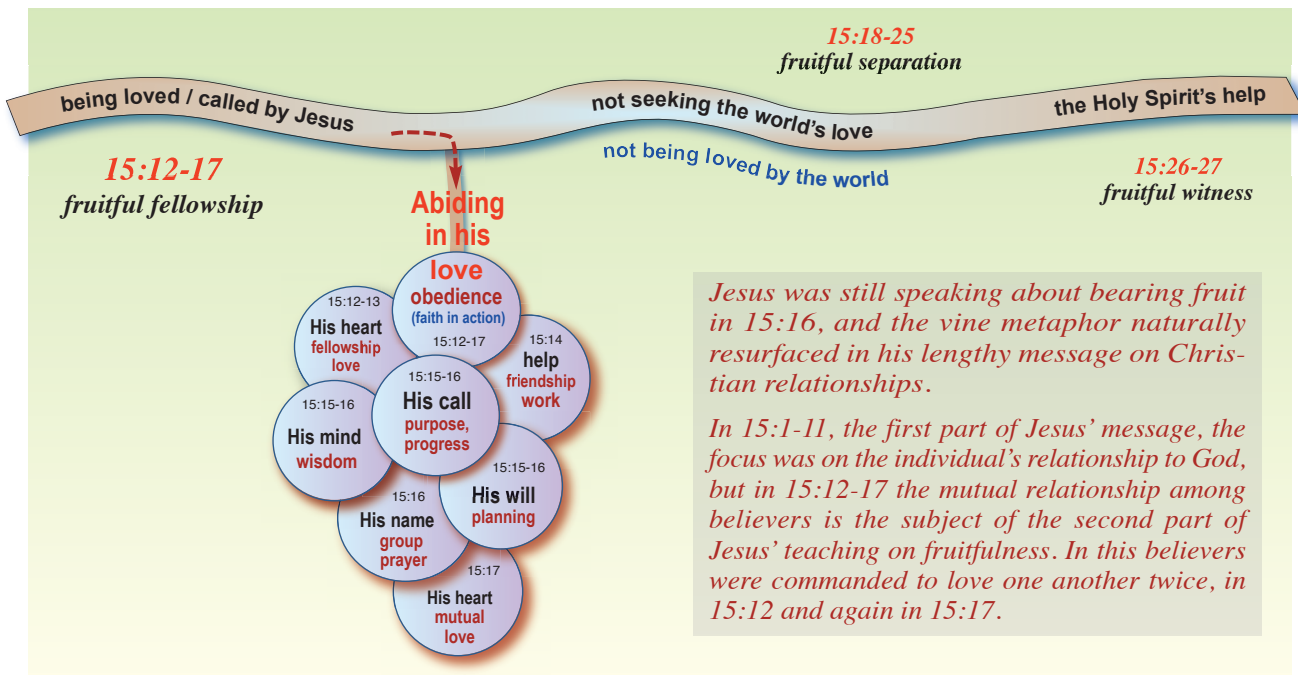 15:18-25
fruitful separation
being loved / called by Jesus
not seeking the world's love
the Holy Spirit's help
not being loved by the world
15:12-17
fruitful fellowship
15:26-27
fruitful witness
Abiding
in his
love
obedience
(faith in action)
15:12-17
15:12-13
His heart
fellowship
love
15:14
help
friendship
work
15:15-16
His call
purpose,
progress
15:15-16
His mind
wisdom
15:15-16
His will
planning
15:16
His name
group
prayer
15:17
His heart
mutual
love
Jesus was still speaking about bearing fruit
in 15:16, and the vine metaphor naturally
resurfaced in his lengthy message on Chris-
tian relationships.
In 15:1-11, the first part of Jesus’ message, the
focus was on the individual’s relationship to God,
but in 15:12-17 the mutual relationship among
believers is the subject of the second part of
Jesus’ teaching on fruitfulness. In this believers
were commanded to love one another twice, in
15:12 and again in 15:17.